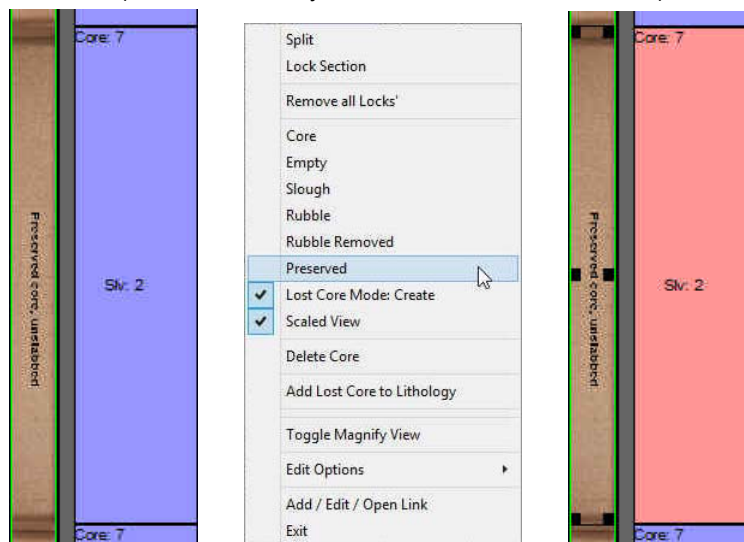 Core: 7
Preserved core, unslabbed
Slv: 2
Core: 7
Split
Lock Section
Remove all Locks'
Core
Empty
Slough
Rubble
Rubble Removed
Preserved
Lost Core Mode: Create
Scaled View
Delete Core
Add Lost Core to Lithology
Toggle Magnify View
Edit Options
Add / Edit / Open Link
Exit
Core: 7
Preserved core, unslabbed
Slv: 2
Core: 7